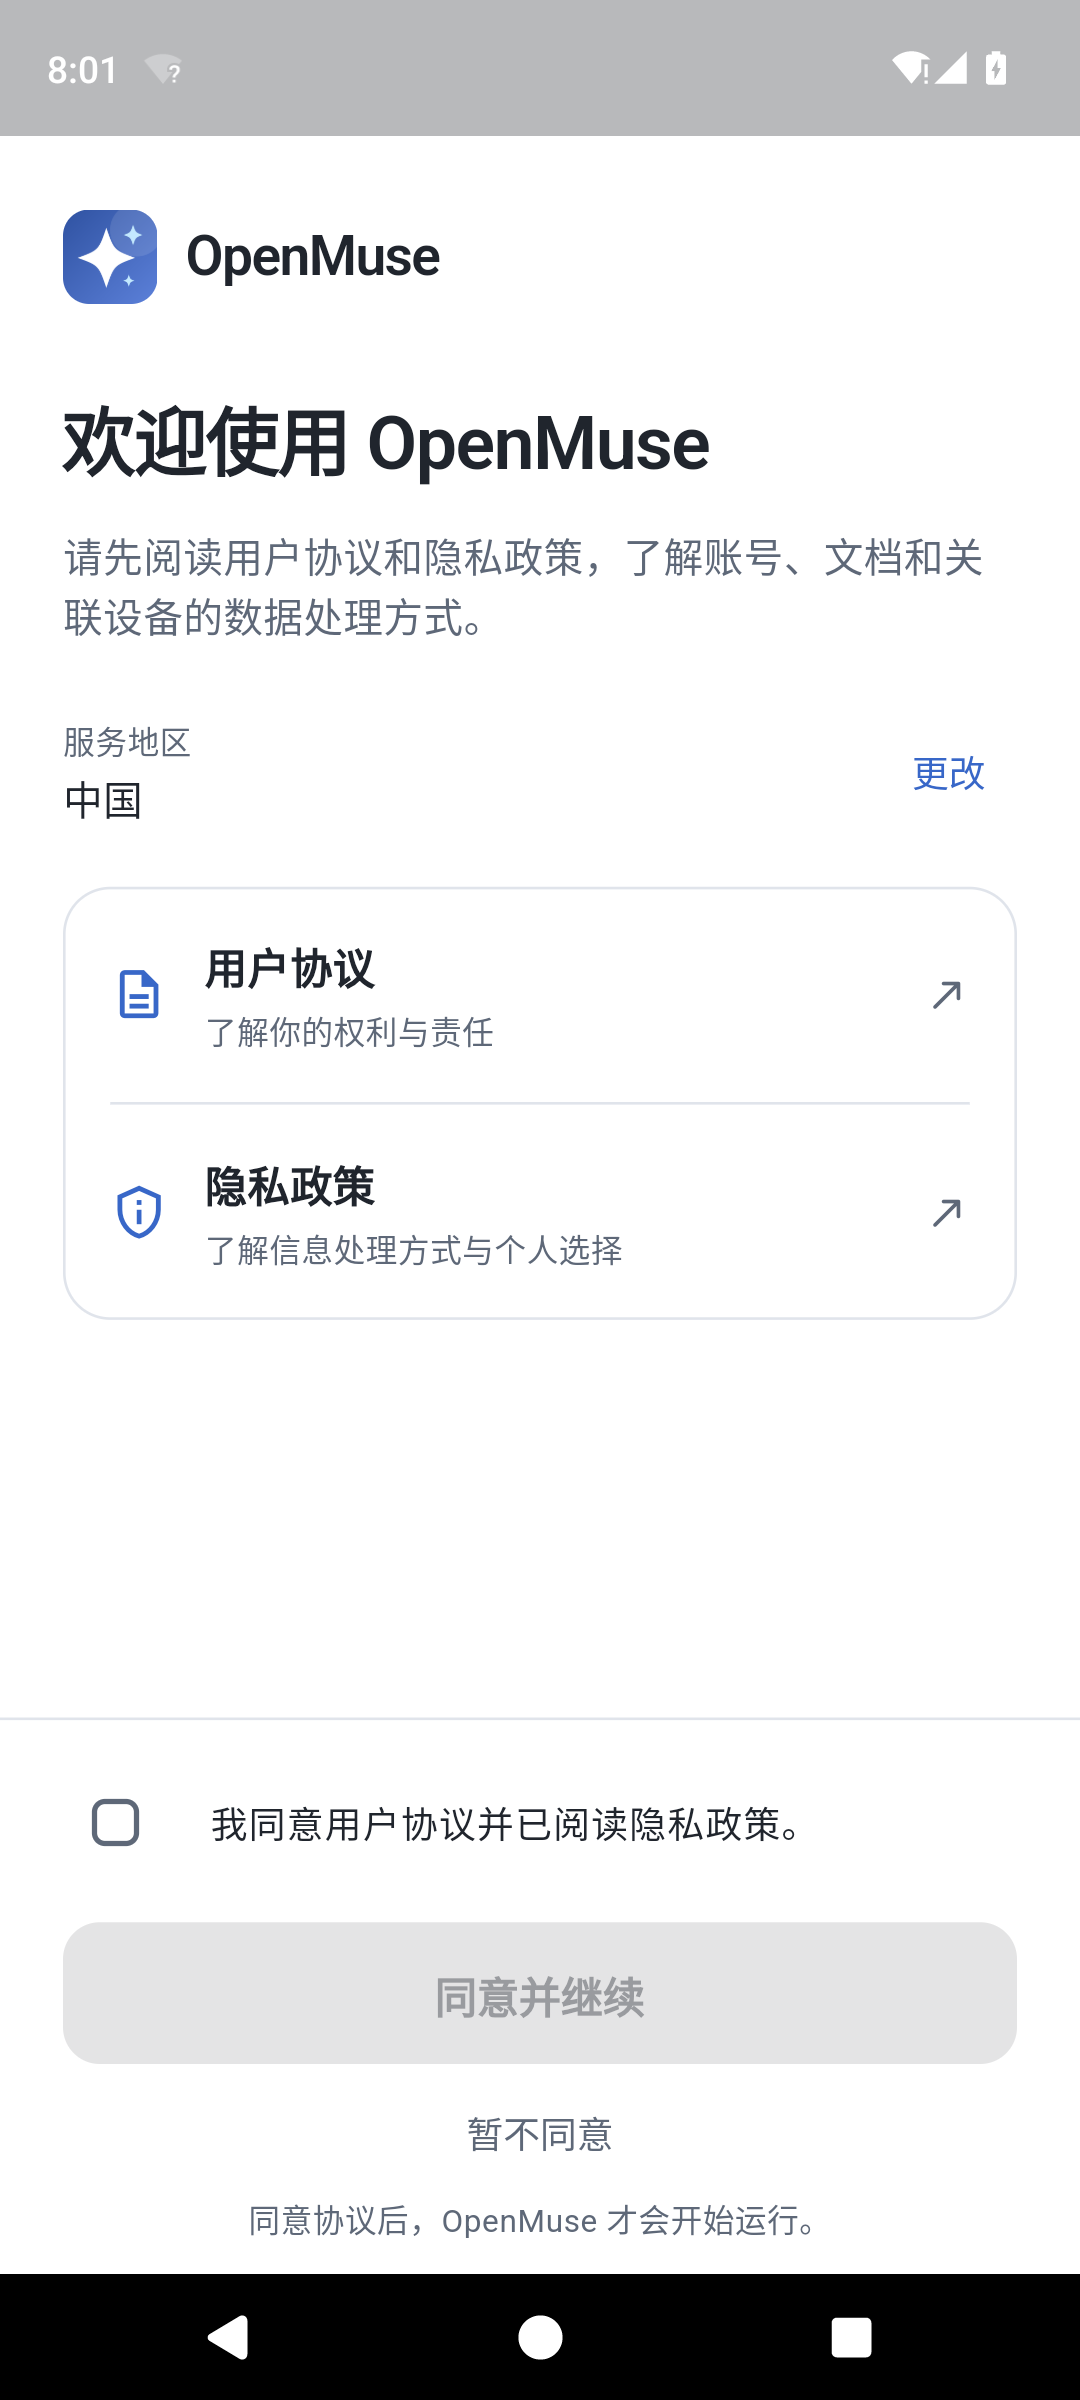 8:01
OpenMuse
欢迎使用 OpenMuse
请先阅读用户协议和隐私政策，了解账号、文档和关
联设备的数据处理方式。
服务地区
中国
更改
用户协议
了解你的权利与责任
隐私政策
了解信息处理方式与个人选择
我同意用户协议并已阅读隐私政策。
同意并继续
暂不同意
同意协议后，OpenMuse 才会开始运行。